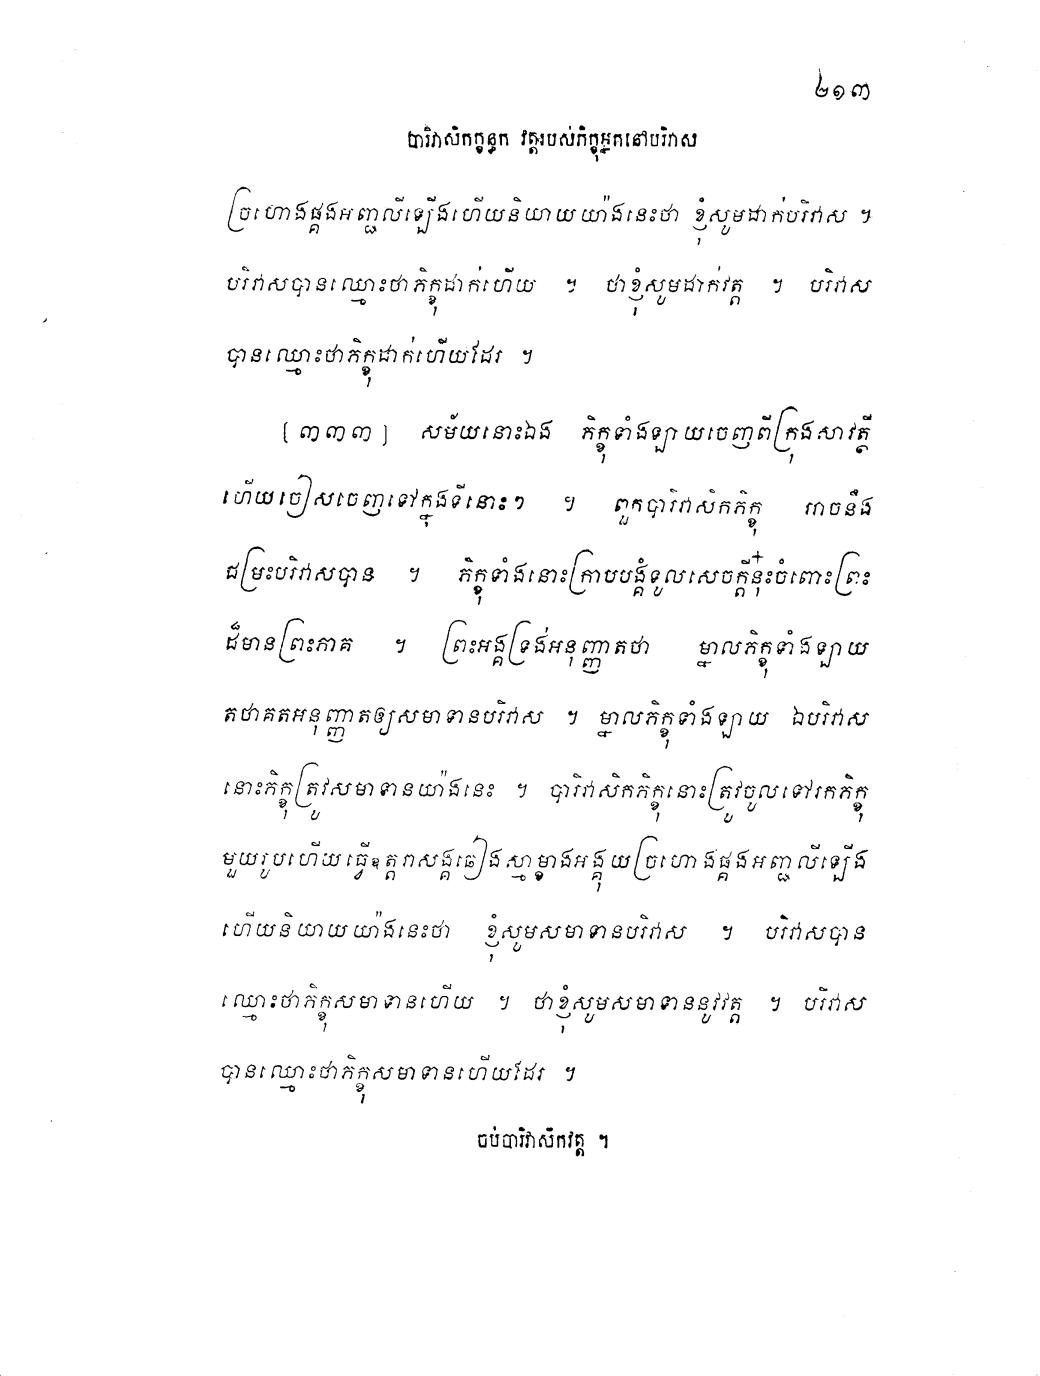 ២១៣
បារិវាសិកក្ខន្ធក វត្តរបស់ភិក្ខុអ្នកនៅបរិវាស
ច្រហោងផ្គងអញ្ជលីឡើងហើយនិយាយយ៉ាងនេះថា ខ្ញុំសូមដាក់បរិវាស ។
បរិវាសបានឈ្មោះថាភិក្ខុដាក់ហើយ ។ ថាខ្ញុំសូមដាក់វត្ត ។ បរិវាស
បានឈ្មោះថាភិក្ខុដាក់ហើយដែរ ។
[៣៣៣] សម័យនោះឯង ភិក្ខុទាំងឡាយចេញពីក្រុងសាវត្ថី
ហើយចៀសចេញទៅក្នុងទីនោះៗ ។ ពួកបារិវាសិកភិក្ខុ អាចនឹង
ជម្រះបរិវាសបាន ។ ភិក្ខុទាំងនោះក្រាបបង្គំទូលសេចក្តីនុ៎ះចំពោះព្រះ
ដ៏មានព្រះភាគ ។ ព្រះអង្គទ្រង់អនុញ្ញាតថា ម្នាលភិក្ខុទាំងឡាយ
តថាគតអនុញ្ញាតឲ្យសមាទានបរិវាស ។ ម្នាលភិក្ខុទាំងឡាយ ឯបរិវាស
នោះភិក្ខុត្រូវសមាទានយ៉ាងនេះ ។ បារិវាសិកភិក្ខុនោះត្រូវចូលទៅរកភិក្ខុ
មួយរូបហើយធ្វើឧត្តរាសង្គឆៀងស្មាម្ខាងអង្គុយច្រហោងផ្គងអញ្ជលីឡើង
ហើយនិយាយយ៉ាងនេះថា ខ្ញុំសូមសមាទានបរិវាស ។ បរិវាសបាន
ឈ្មោះថាភិក្ខុសមាទានហើយ ។ ថាខ្ញុំសូមសមាទាននូវវត្ត ។ បរិវាស
បានឈ្មោះថាភិក្ខុសមាទានហើយដែរ ។
ចប់បារិវាសិកវត្ត ។